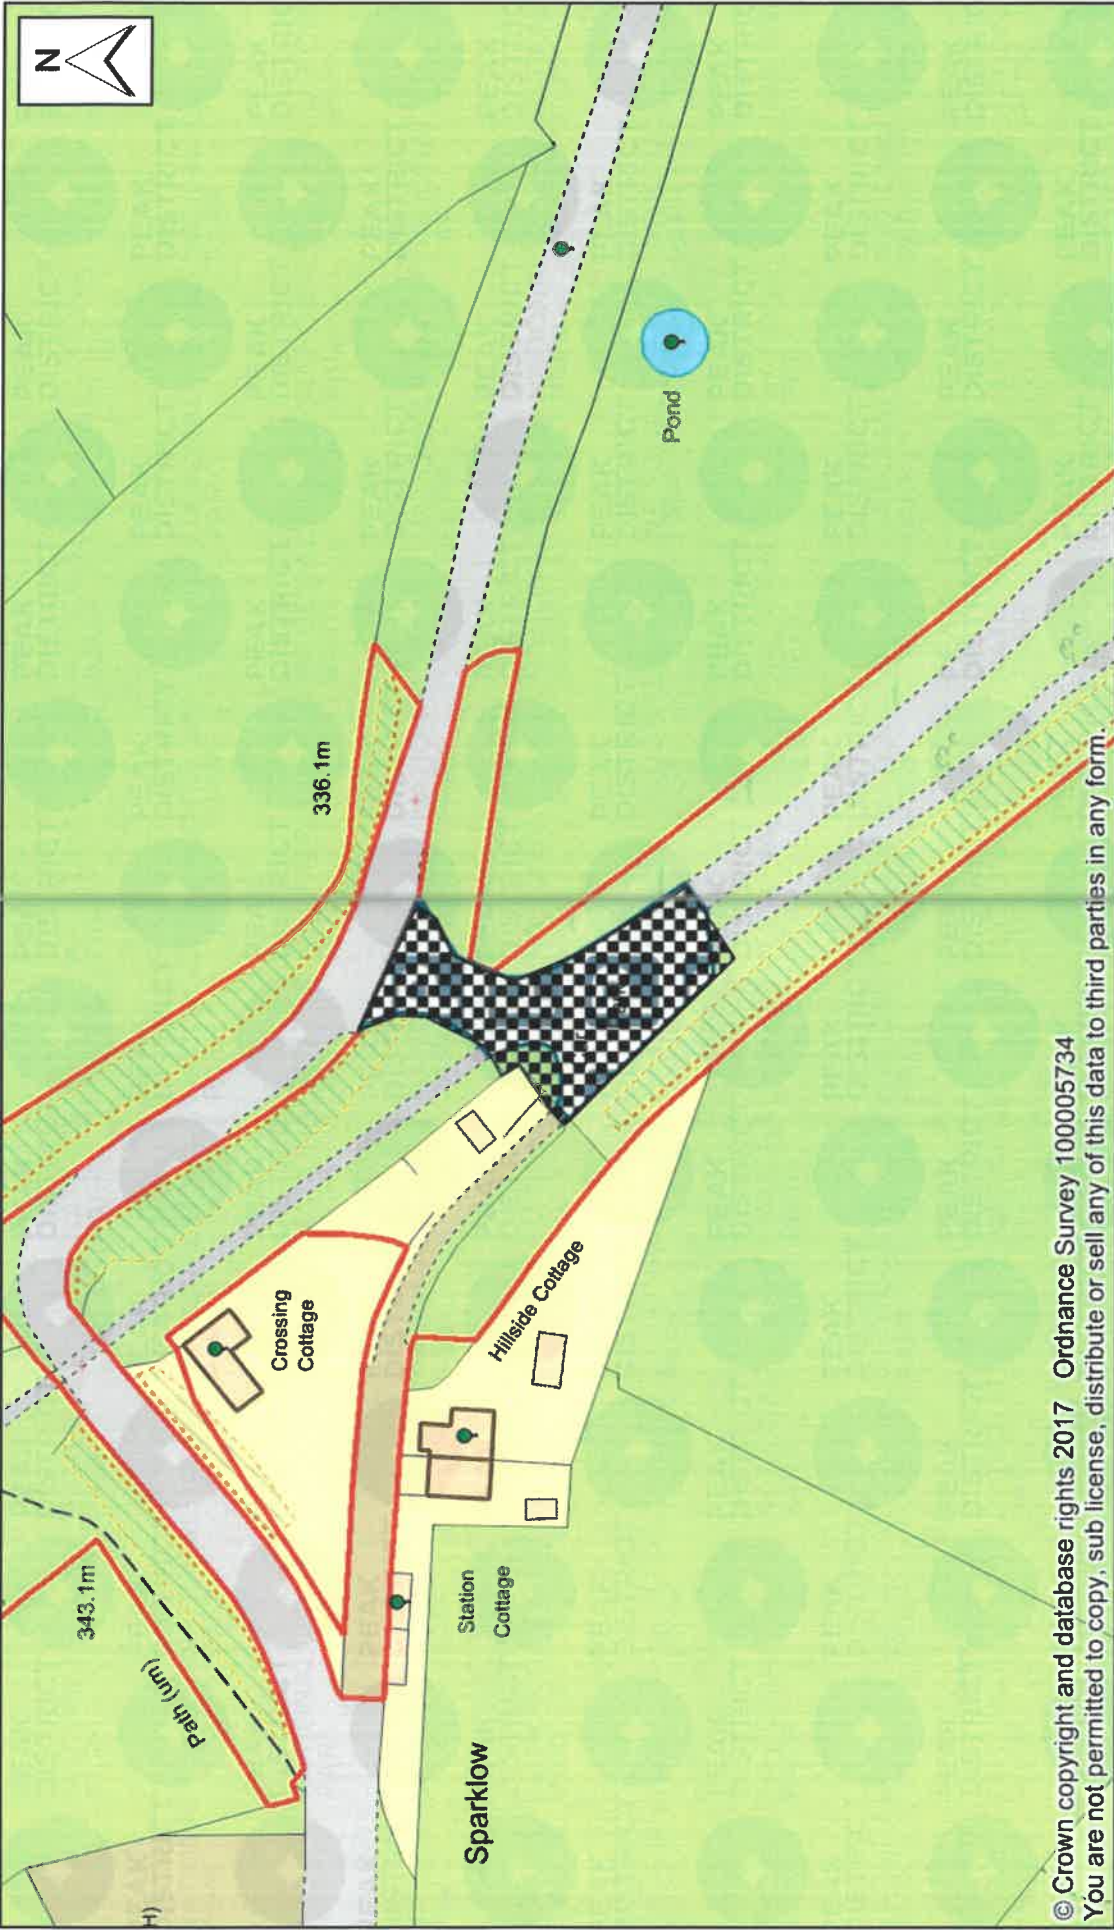 N
336.1m
Pond
343.1m
Path (um)
Crossing
Cottage
Hillside Cottage
Station
Cottage
Sparklow
H)
© Crown copyright and database rights 2017 Ordnance Survey 100005734
You are not permitted to copy, sub license, distribute or sell any of this data to third parties in any form.
PEAK
DISTRICT